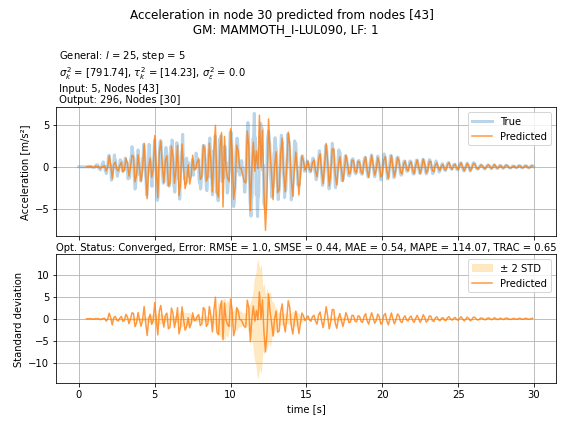 Acceleration in node 30 predicted from nodes [43]
GM: MAMMOTH_I-LUL090, LF: 1
General: l = 25, step = 5
σ²ₖ = [791.74], τ²ₖ = [14.23], σ²ₑ = 0.0
Input: 5, Nodes [43]
Output: 296, Nodes [30]
Acceleration [m/s²]
5
0
−5
True
Predicted
Opt. Status: Converged, Error: RMSE = 1.0, SMSE = 0.44, MAE = 0.54, MAPE = 114.07, TRAC = 0.65
Standard deviation
10
5
0
−5
−10
± 2 STD
Predicted
0 5 10 15 20 25 30
time [s]